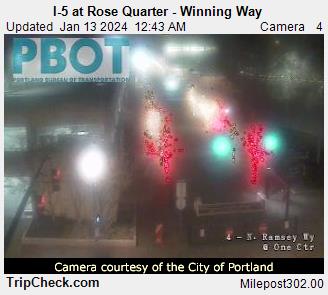 I-5 at Rose Quarter - Winning Way
Updated Jan 13 2024 12:43 AM Camera 4
PBOT
PORTLAND BUREAU OF TRANSPORTATION
4 - N. Ramsey Wy
@ One Ctr
Camera courtesy of the City of Portland
TripCheck.com Milepost302.00